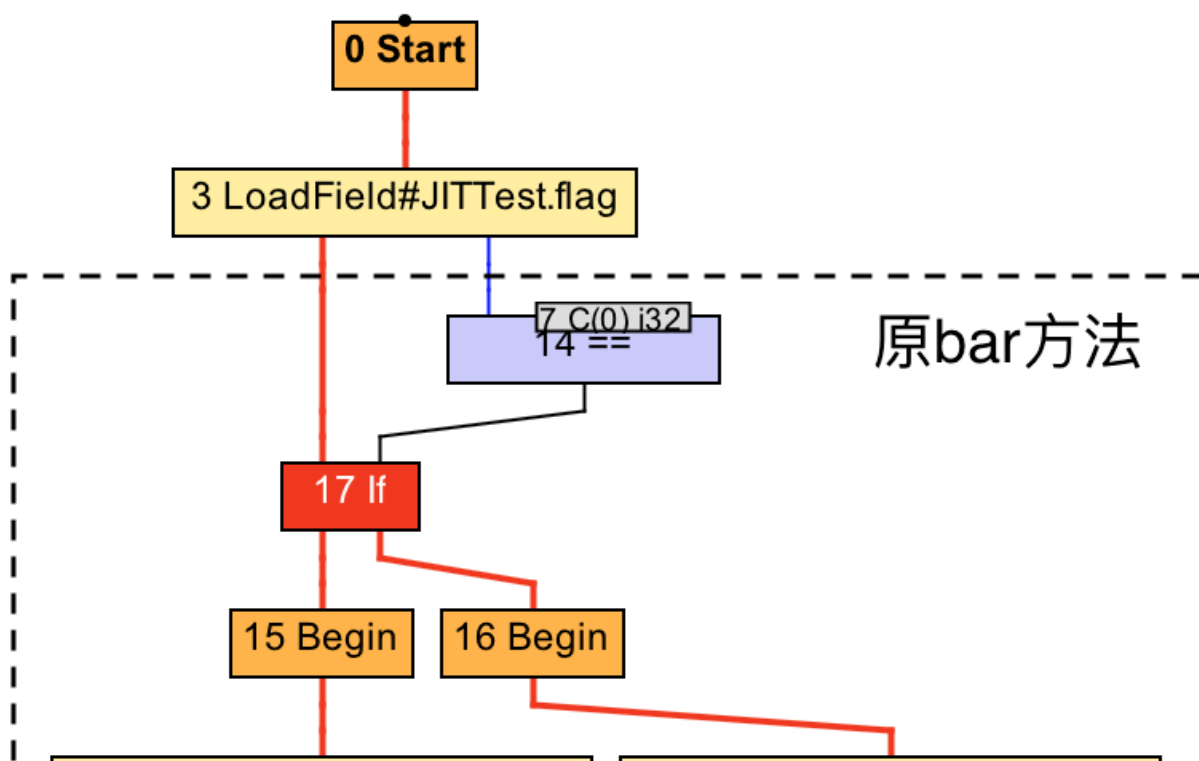 0 Start
3 LoadField#JITTest.flag
7 C(0) i32
14 ==
原bar方法
17 If
15 Begin
16 Begin